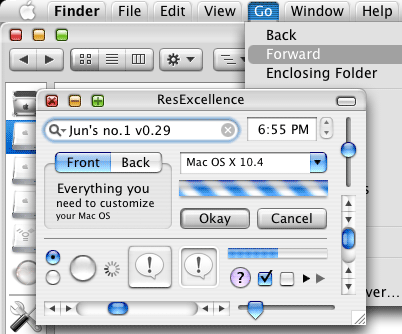 Finder File Edit View Go Window Help
Back
Forward
Enclosing Folder
ResExcellence
Jun's no.1 v0.29
6:55 PM
Front Back
Mac OS X 10.4
Everything you
need to customize
your Mac OS
Okay Cancel
! !
?
ver...